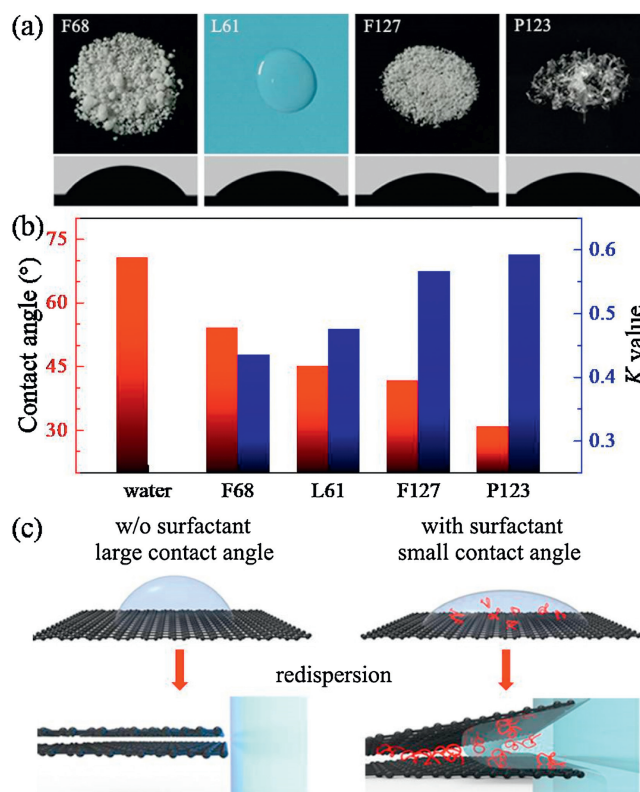 (a)
F68
L61
F127
P123
(b)
Contact angle (°)
75
60
45
30
0.6
0.5
0.4
0.3
K value
water
F68
L61
F127
P123
(c)
w/o surfactant
large contact angle
with surfactant
small contact angle
redispersion